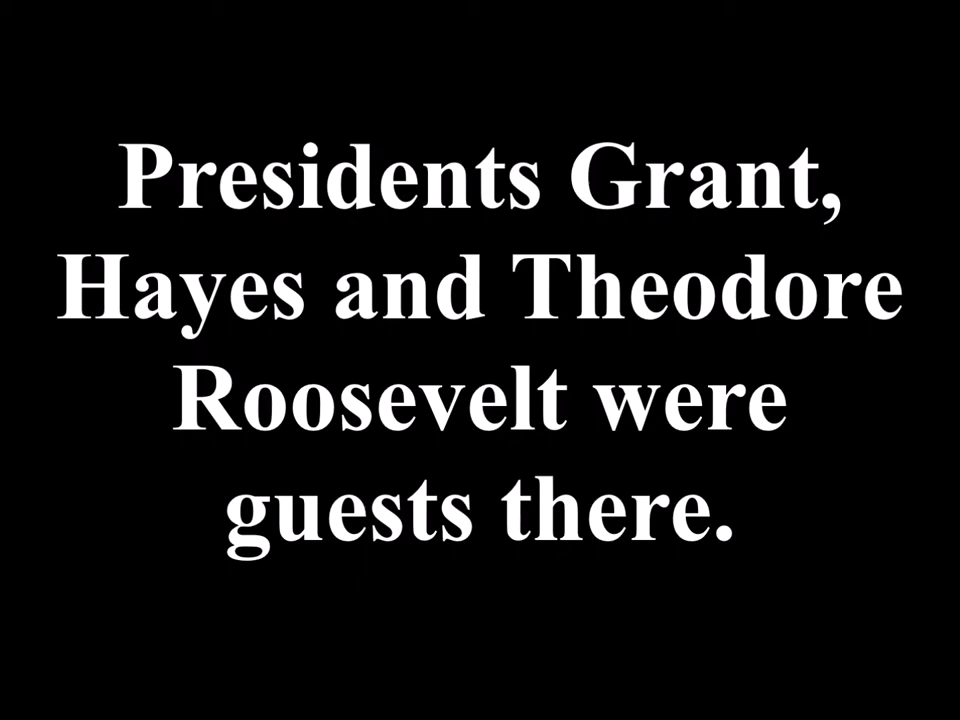 Presidents Grant,
Hayes and Theodore
Roosevelt were
guests there.